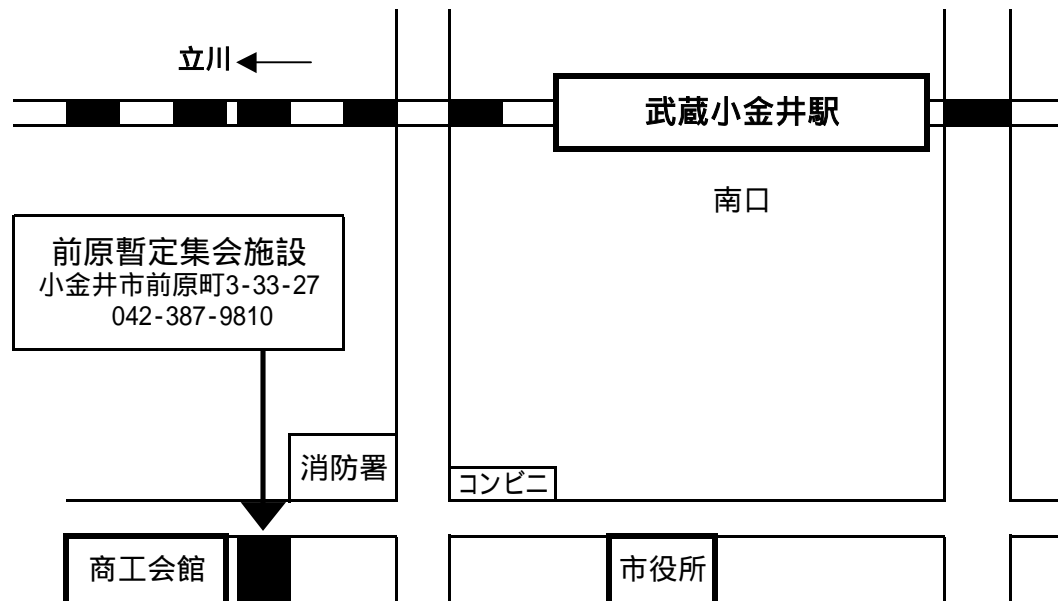 立川
武蔵小金井駅
南口
前原暫定集会施設
小金井市前原町3-33-27
042-387-9810
消防署
コンビニ
商工会館
市役所